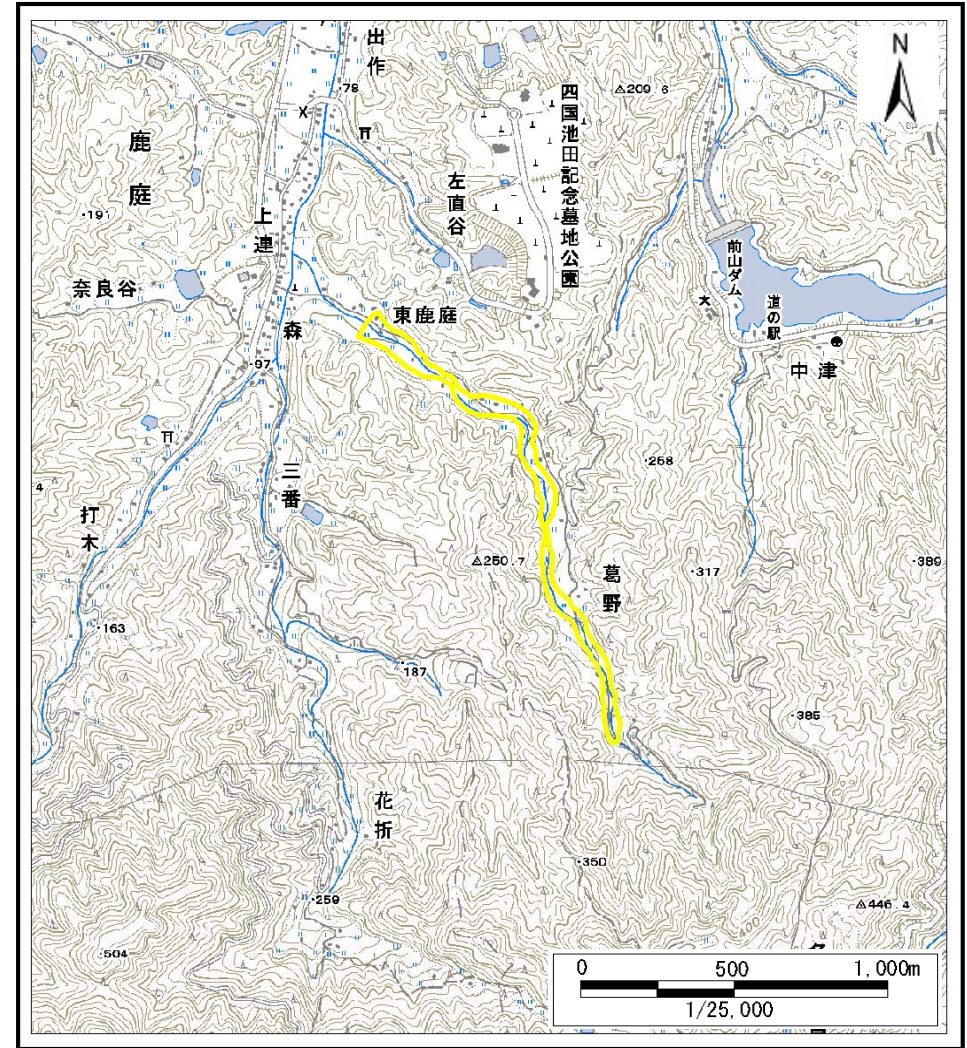 N
出作
・78
△209.6
四国池田記念墓地公園
鹿庭
左直谷
・191
上連
前山ダム
奈良谷
東鹿庭
道の駅
森
・97
中津
・258
三番
4
打木
△250.7
・317
・389
葛野
・163
・187
・385
花折
・350
・259
△446.4
・504
0 500 1,000m
1/25,000